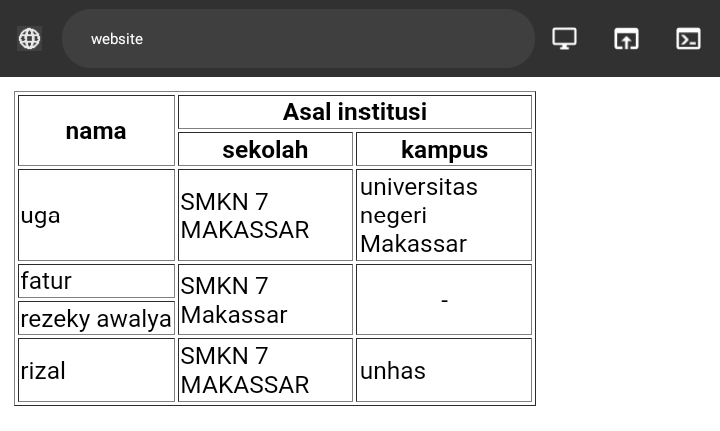 website
nama
Asal institusi
sekolah
kampus
uga
SMKN 7
MAKASSAR
universitas
negeri
Makassar
fatur
rezeky awalya
SMKN 7
Makassar
-
rizal
SMKN 7
MAKASSAR
unhas